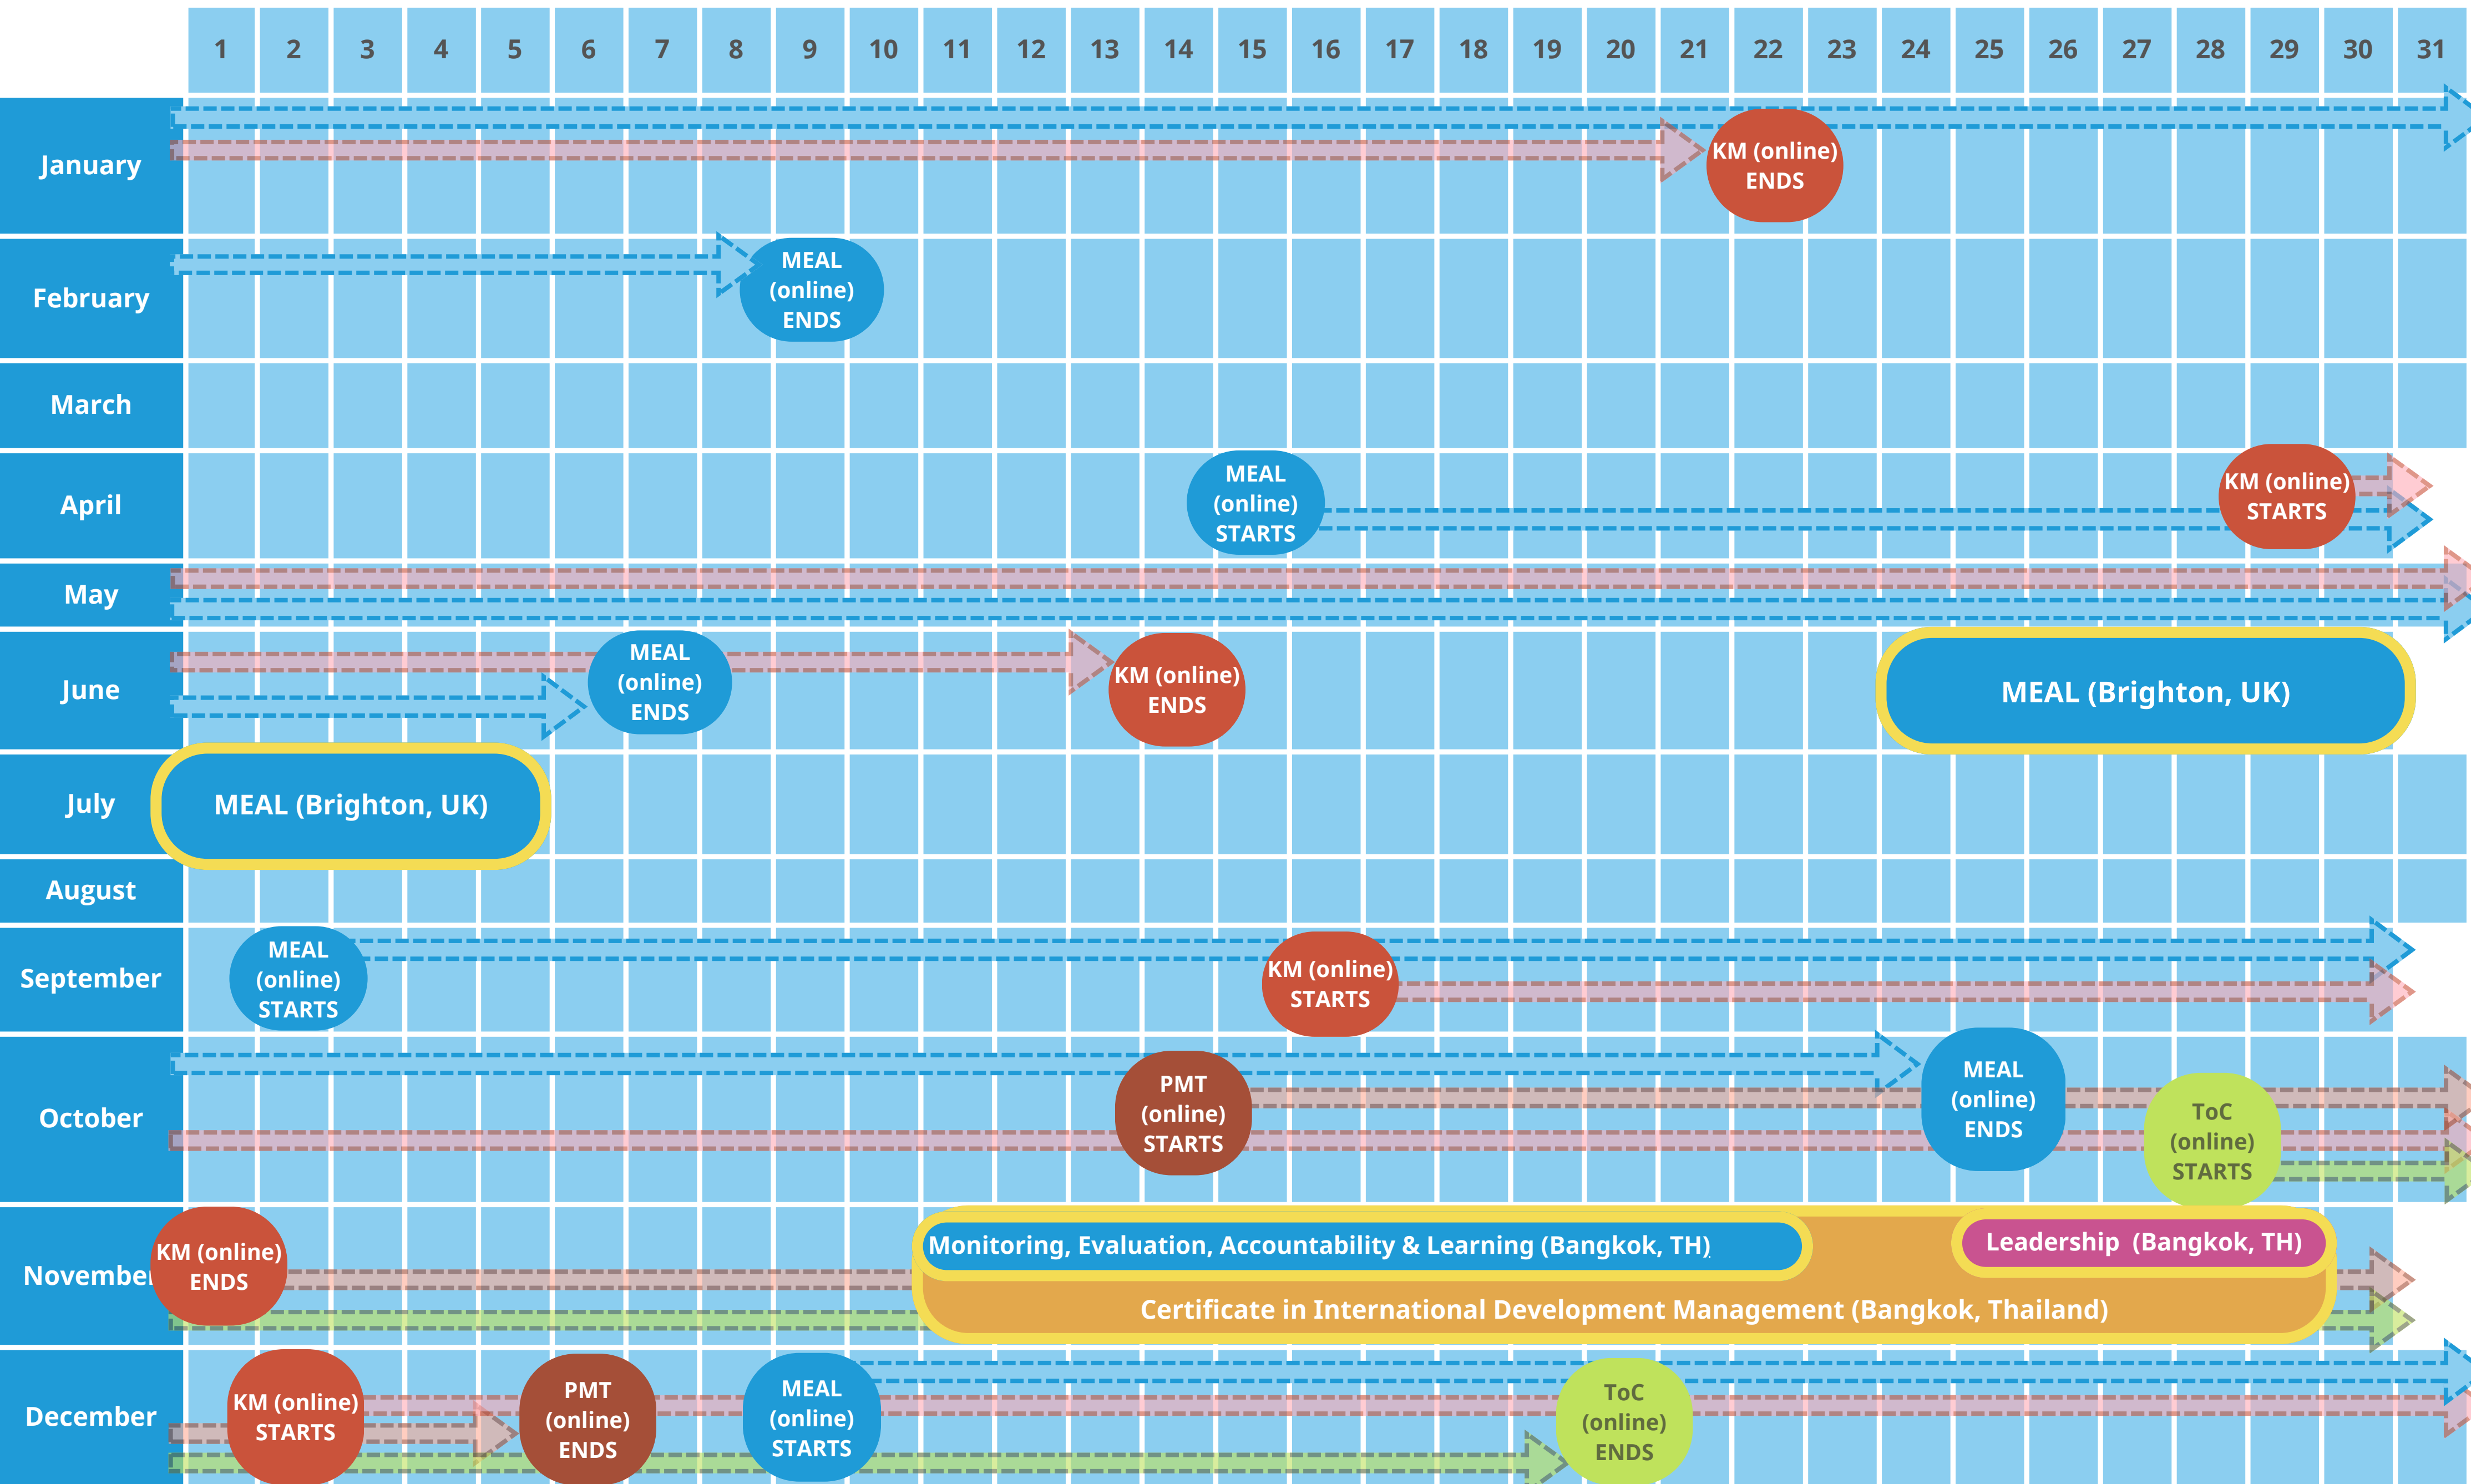 1 2 3 4 5 6 7 8 9 10 11 12 13 14 15 16 17 18 19 20 21 22 23 24 25 26 27 28 29 30 31
January
KM (online)
ENDS
February
MEAL
(online)
ENDS
March
April
MEAL
(online)
STARTS
KM (online)
STARTS
May
June
MEAL
(online)
ENDS
KM (online)
ENDS
MEAL (Brighton, UK)
July
MEAL (Brighton, UK)
August
September
MEAL
(online)
STARTS
KM (online)
STARTS
October
PMT
(online)
STARTS
MEAL
(online)
ENDS
ToC
(online)
STARTS
November
KM (online)
ENDS
Monitoring, Evaluation, Accountability & Learning (Bangkok, TH)
Leadership (Bangkok, TH)
Certificate in International Development Management (Bangkok, Thailand)
December
KM (online)
STARTS
PMT
(online)
ENDS
MEAL
(online)
STARTS
ToC
(online)
ENDS